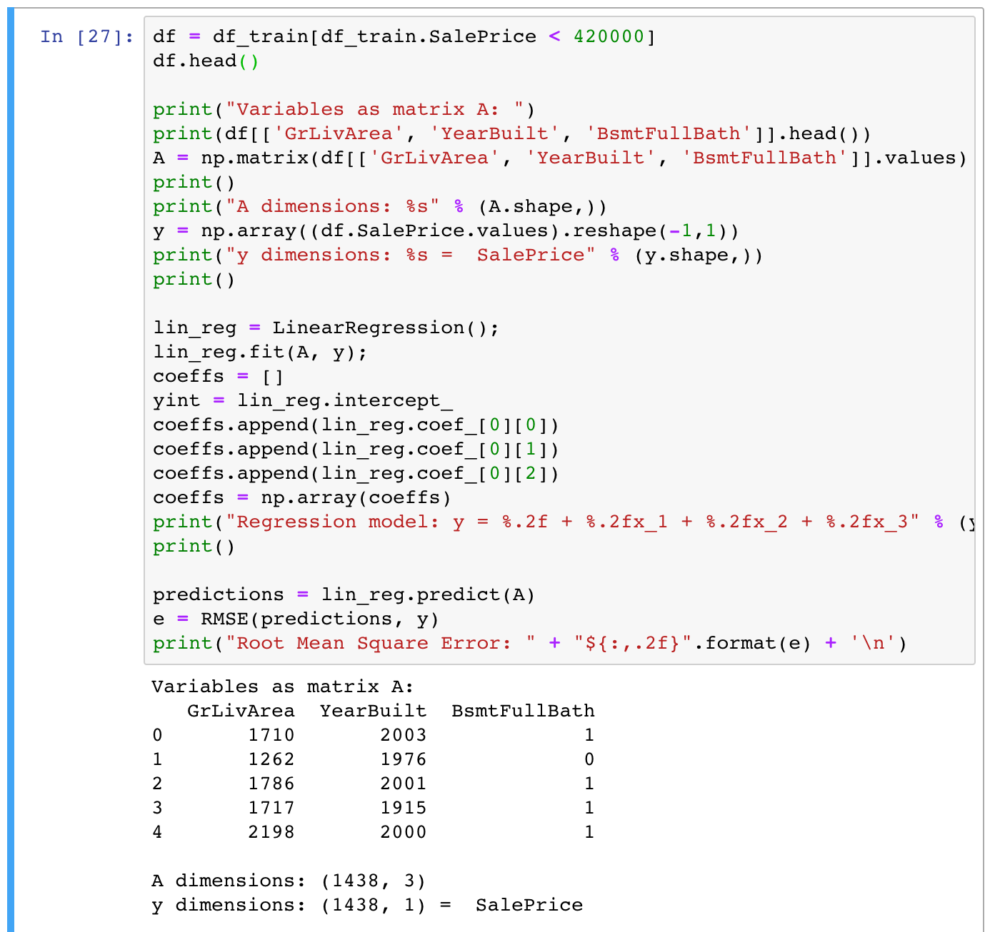 In [27]: df = df_train[df_train.SalePrice < 420000]
df.head()

print("Variables as matrix A: ")
print(df[['GrLivArea', 'YearBuilt', 'BsmtFullBath']].head())
A = np.matrix(df[['GrLivArea', 'YearBuilt', 'BsmtFullBath']].values)
print()
print("A dimensions: %s" % (A.shape,))
y = np.array((df.SalePrice.values).reshape(-1,1))
print("y dimensions: %s =  SalePrice" % (y.shape,))
print()

lin_reg = LinearRegression();
lin_reg.fit(A, y);
coeffs = []
yint = lin_reg.intercept_
coeffs.append(lin_reg.coef_[0][0])
coeffs.append(lin_reg.coef_[0][1])
coeffs.append(lin_reg.coef_[0][2])
coeffs = np.array(coeffs)
print("Regression model: y = %.2f + %.2fx_1 + %.2fx_2 + %.2fx_3" % (y
print()

predictions = lin_reg.predict(A)
e = RMSE(predictions, y)
print("Root Mean Square Error: " + "${:,.2f}".format(e) + '\n')
Variables as matrix A:
   GrLivArea  YearBuilt  BsmtFullBath
0       1710       2003             1
1       1262       1976             0
2       1786       2001             1
3       1717       1915             1
4       2198       2000             1

A dimensions: (1438, 3)
y dimensions: (1438, 1) =  SalePrice